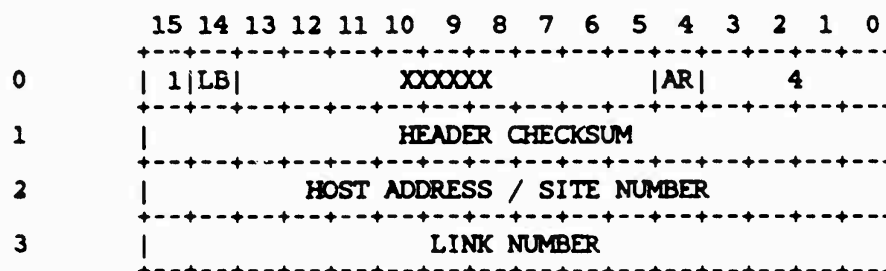 15 14 13 12 11 10 9 8 7 6 5 4 3 2 1 0
+--+--+--+--+--+--+--+--+--+--+--+--+--+--+--+--
0 | 1|LB| XXXXXX |AR| 4
+--+--+--+--+--+--+--+--+--+--+--+--+--+--+--+--
1 | HEADER CHECKSUM
+--+--+--+--+--+--+--+--+--+--+--+--+--+--+--+--
2 | HOST ADDRESS / SITE NUMBER
+--+--+--+--+--+--+--+--+--+--+--+--+--+--+--+--
3 | LINK NUMBER
+--+--+--+--+--+--+--+--+--+--+--+--+--+--+--+--